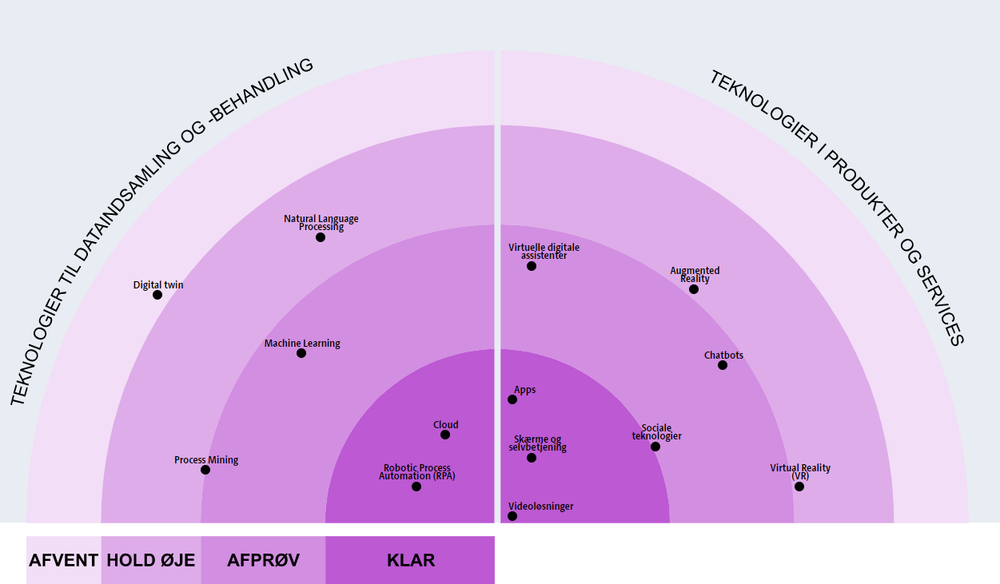 TEKNOLOGIER TIL DATAINDSAMLING OG -BEHANDLING
TEKNOLOGIER I PRODUKTER OG SERVICES
Natural Language
Processing
Digital twin
Machine Learning
Cloud
Process Mining
Robotic Process
Automation (RPA)
Virtuelle digitale
assistenter
Augmented
Reality
Chatbots
Apps
Sociale
teknologier
Skærme og
selvbetjening
Virtual Reality
(VR)
Videoløsninger
AFVENT
HOLD ØJE
AFPRØV
KLAR